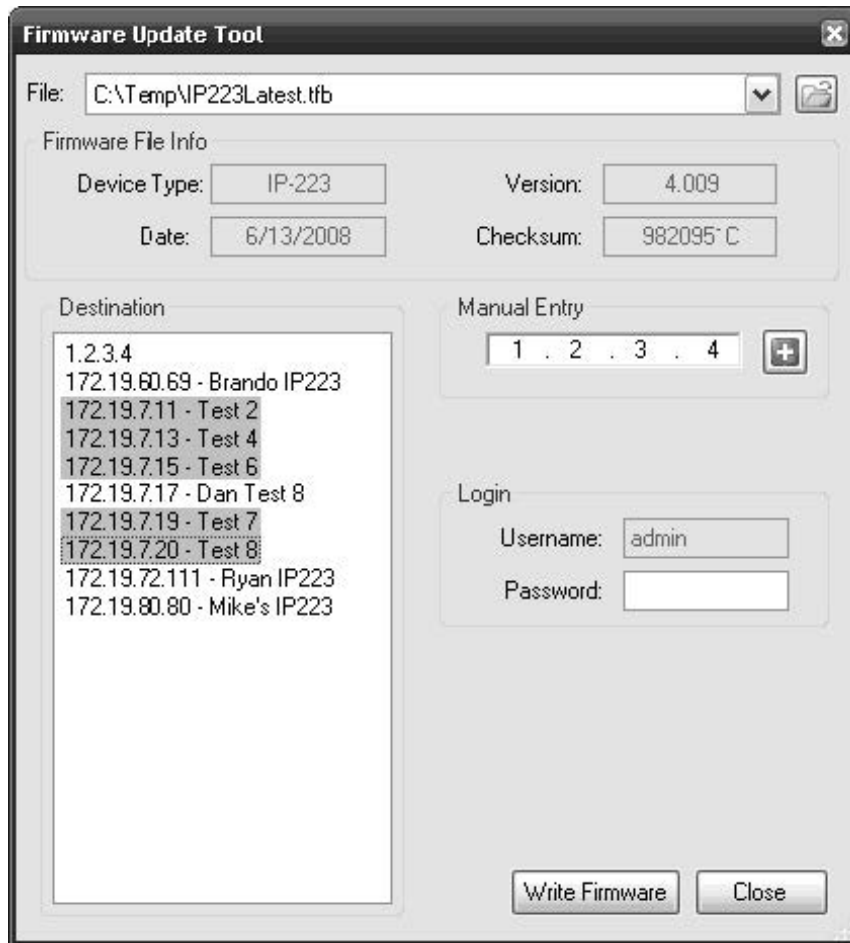 Firmware Update Tool
File: C:\Temp\IP223Latest.tfb
Firmware File Info
Device Type: IP-223 Version: 4.009
Date: 6/13/2008 Checksum:
Destination
1.2.3.4
172.19.60.69 - Brando IP223
172.19.7.11 - Test 2
172.19.7.13 - Test 4
172.19.7.15 - Test 6
172.19.7.17 - Dan Test 8
172.19.7.19 - Test 7
172.19.7.20 - Test 8
172.19.72.111 - Ryan IP223
172.19.80.80 - Mike's IP223
Manual Entry
1 . 2 . 3 . 4
Login
Username: admin
Password:
Write Firmware Close